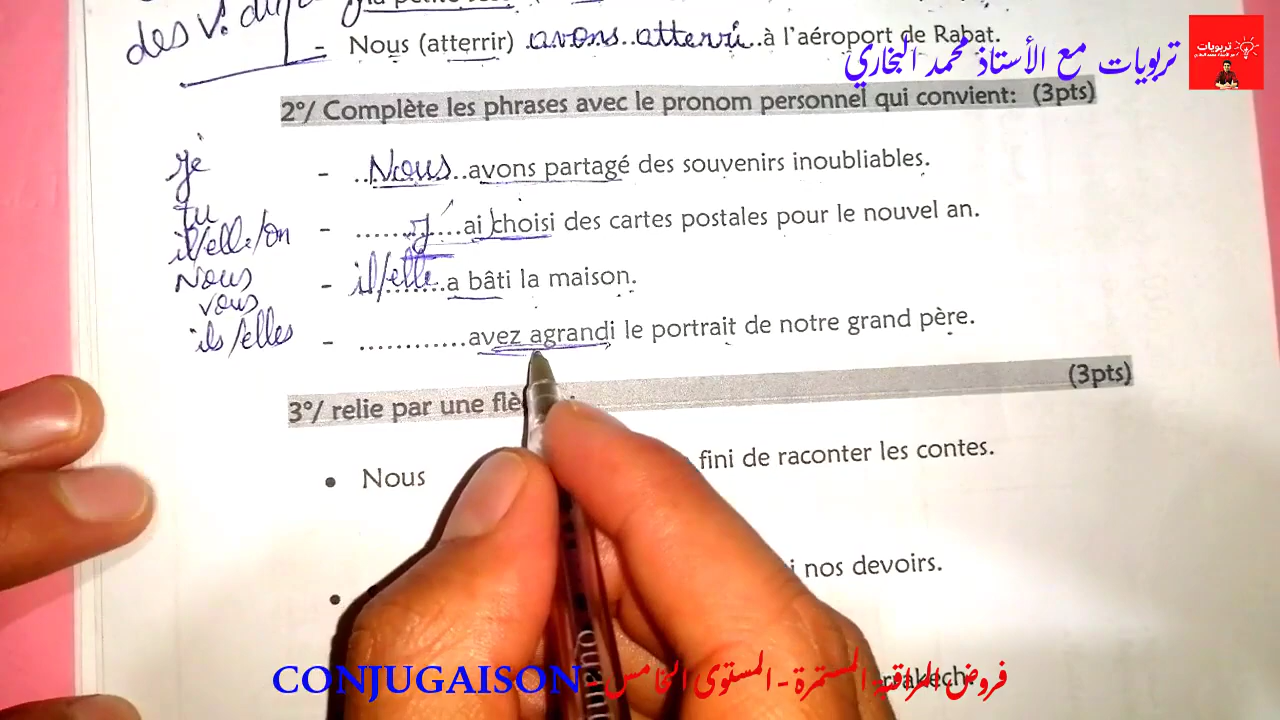 des V. du
- Nous (atterrir) avons atterri à l'aéroport de Rabat.
تربويات مع الأستاذ محمد البخاري
تربويات
2°/ Complète les phrases avec le pronom personnel qui convient: (3pts)
je
tu
il/elle/on
Nous
vous
ils/elles
- ..Nous..avons partagé des souvenirs inoubliables.
- .......j'...ai choisi des cartes postales pour le nouvel an.
- il/elle a bâti la maison.
- ............avez agrandi le portrait de notre grand père.
3°/ relie par une flè (3pts)
• Nous fini de raconter les contes.
• i nos devoirs.
CONJUGAISON - فروض المراقبة المستمرة - المستوى الخامس